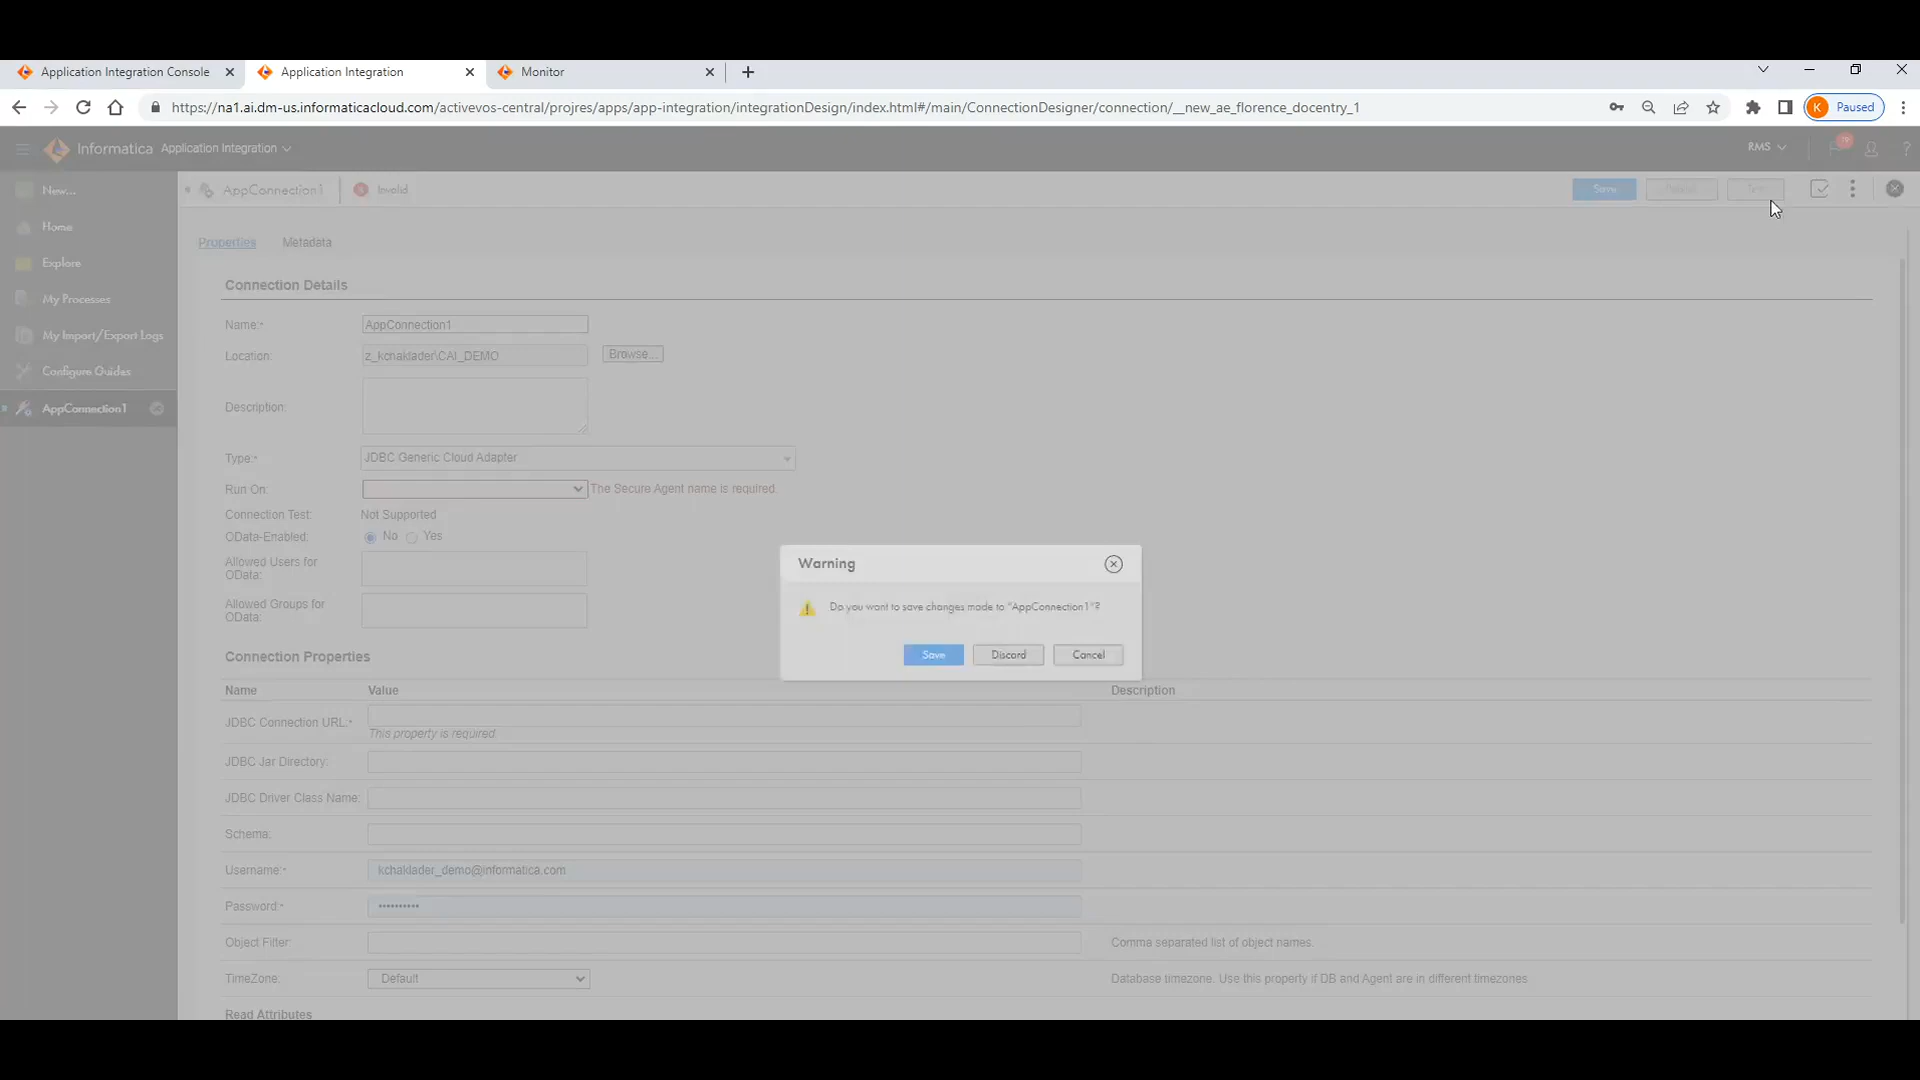 Application Integration Console
Application Integration
Monitor
https://na1.ai.dm-us.informaticacloud.com/activevos-central/projres/apps/app-integration/integrationDesign/index.html#/main/ConnectionDesigner/connection/__new_ae_florence_docentry_1
K Paused
Informatica Application Integration
RMS
?
New...
Home
Explore
My Processes
My Import/Export Logs
Configure Guides
AppConnection1
AppConnection1
Invalid
Save
Properties
Metadata
Connection Details
Name:*
AppConnection1
Location:
z_kchaklader\CAI_DEMO
Browse...
Description:
Type:*
JDBC Generic Cloud Adapter
Run On:
The Secure Agent name is required.
Connection Test:
Not Supported
OData-Enabled:
No
Yes
Allowed Users for
OData:
Allowed Groups for
OData:
Warning
Do you want to save changes made to "AppConnection1"?
Save
Discard
Cancel
Connection Properties
Name
Value
Description
JDBC Connection URL:*
This property is required.
JDBC Jar Directory:
JDBC Driver Class Name:
Schema:
Username:*
kchaklader_demo@informatica.com
Password:*
Object Filter
Comma separated list of object names.
TimeZone:
Default
Database timezone. Use this property if DB and Agent are in different timezones
Read Attributes